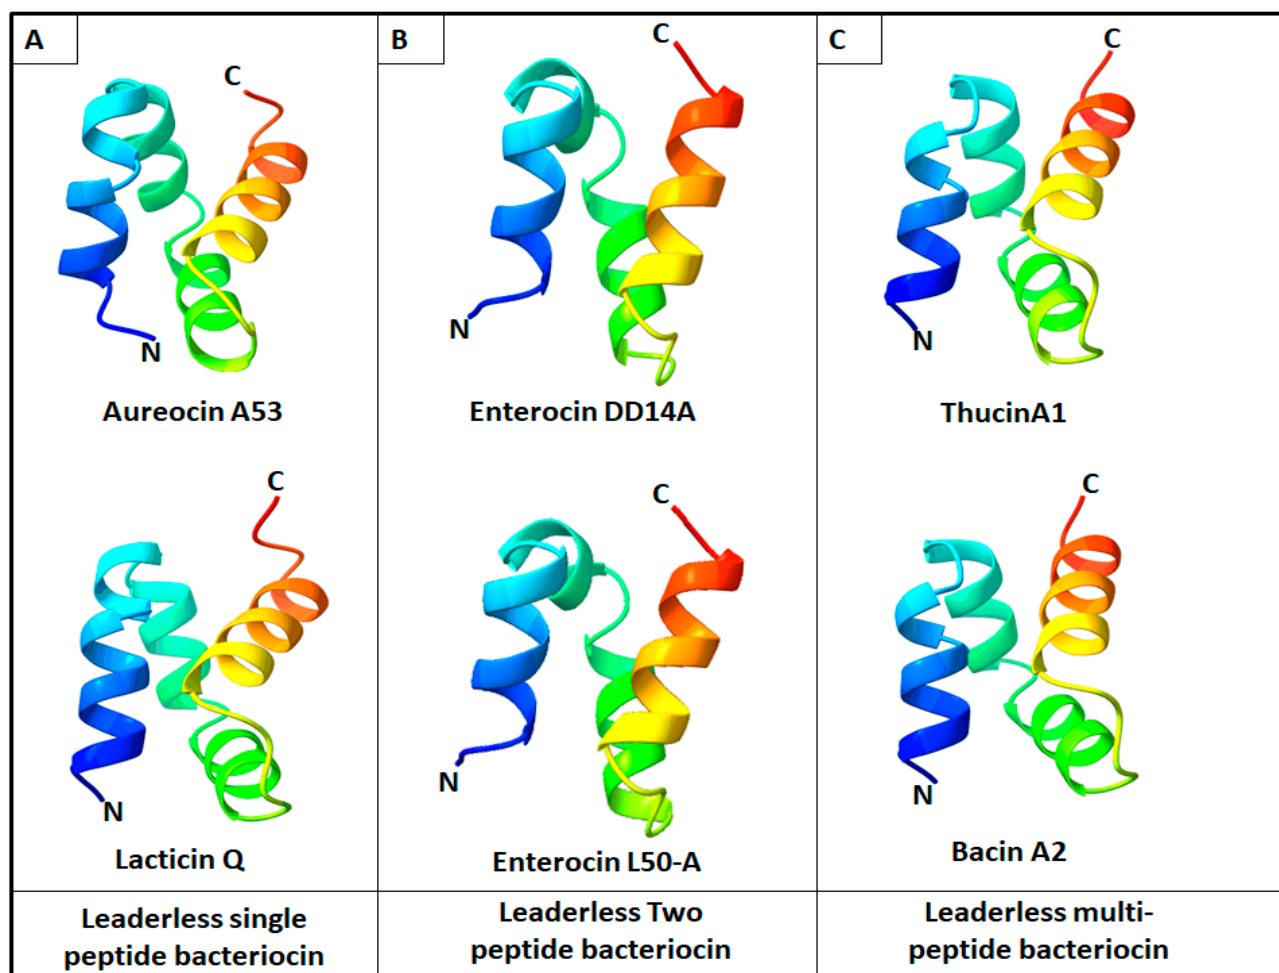 A
C
N
Aureocin A53
C
N
Lacticin Q
Leaderless single
peptide bacteriocin
B
C
N
Enterocin DD14A
C
N
Enterocin L50-A
Leaderless Two
peptide bacteriocin
C
C
N
ThucinA1
C
N
Bacin A2
Leaderless multi-
peptide bacteriocin